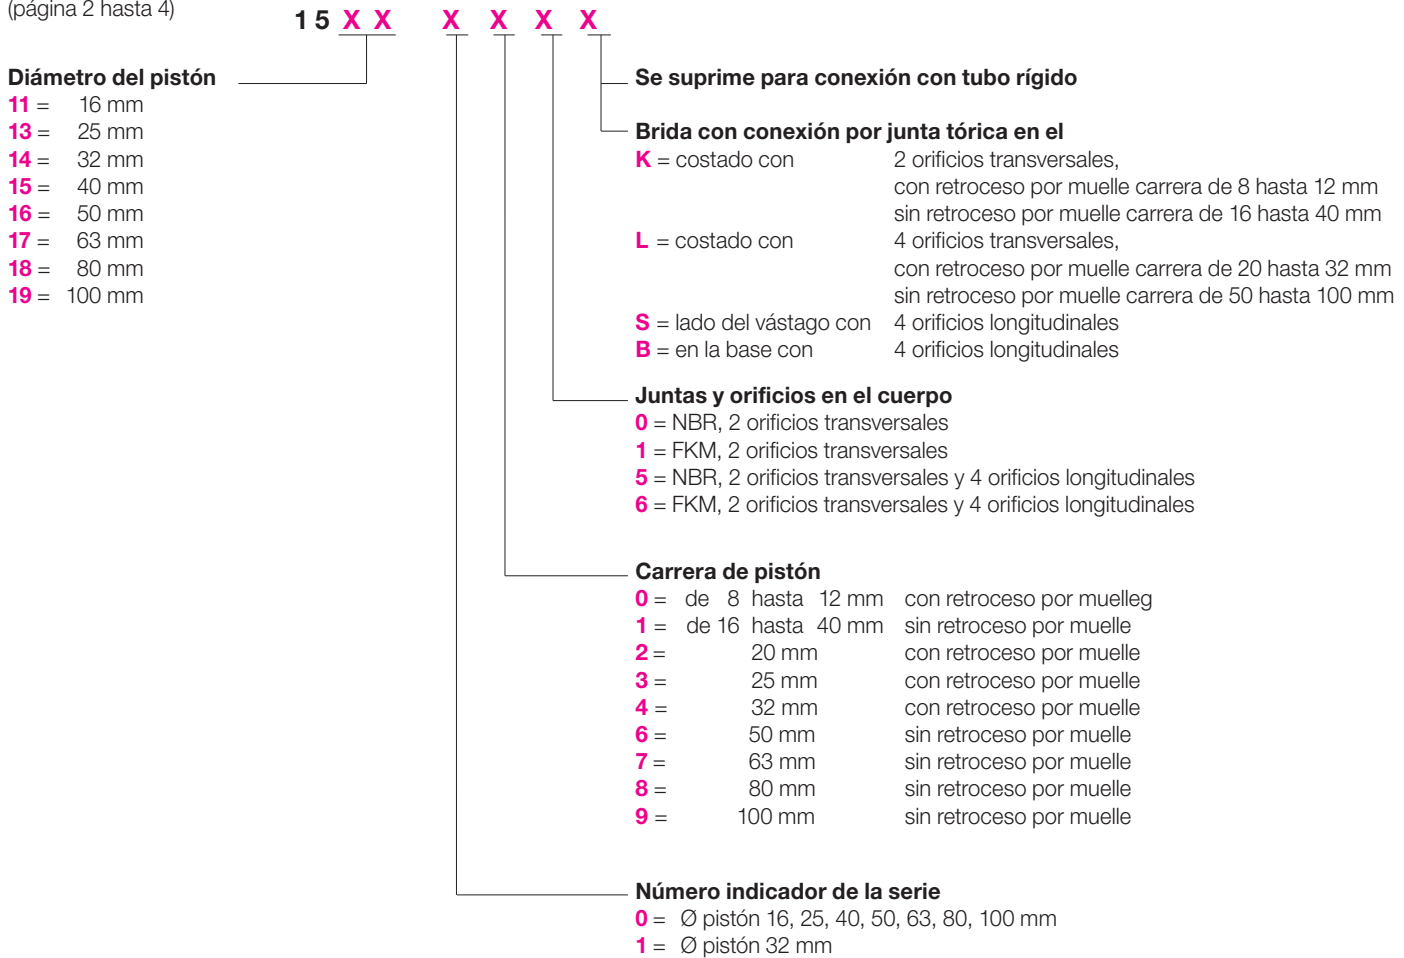 (página 2 hasta 4)
1 5 X X X X X X
Diámetro del pistón
11 = 16 mm
13 = 25 mm
14 = 32 mm
15 = 40 mm
16 = 50 mm
17 = 63 mm
18 = 80 mm
19 = 100 mm
Se suprime para conexión con tubo rígido
Brida con conexión por junta tórica en el
K = costado con 2 orificios transversales,
con retroceso por muelle carrera de 8 hasta 12 mm
sin retroceso por muelle carrera de 16 hasta 40 mm
L = costado con 4 orificios transversales,
con retroceso por muelle carrera de 20 hasta 32 mm
sin retroceso por muelle carrera de 50 hasta 100 mm
S = lado del vástago con 4 orificios longitudinales
B = en la base con 4 orificios longitudinales
Juntas y orificios en el cuerpo
0 = NBR, 2 orificios transversales
1 = FKM, 2 orificios transversales
5 = NBR, 2 orificios transversales y 4 orificios longitudinales
6 = FKM, 2 orificios transversales y 4 orificios longitudinales
Carrera de pistón
0 = de 8 hasta 12 mm con retroceso por muelleg
1 = de 16 hasta 40 mm sin retroceso por muelle
2 = 20 mm con retroceso por muelle
3 = 25 mm con retroceso por muelle
4 = 32 mm con retroceso por muelle
6 = 50 mm sin retroceso por muelle
7 = 63 mm sin retroceso por muelle
8 = 80 mm sin retroceso por muelle
9 = 100 mm sin retroceso por muelle
Número indicador de la serie
0 = Ø pistón 16, 25, 40, 50, 63, 80, 100 mm
1 = Ø pistón 32 mm